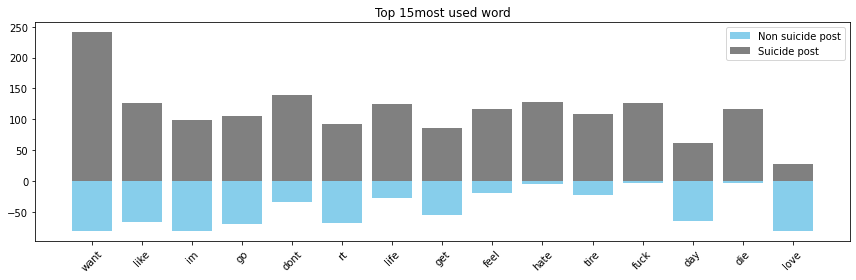 Top 15most used word
Non suicide post
Suicide post
250
200
150
100
50
0
−50
want like im go dont rt life get feel hate tire fuck day die love